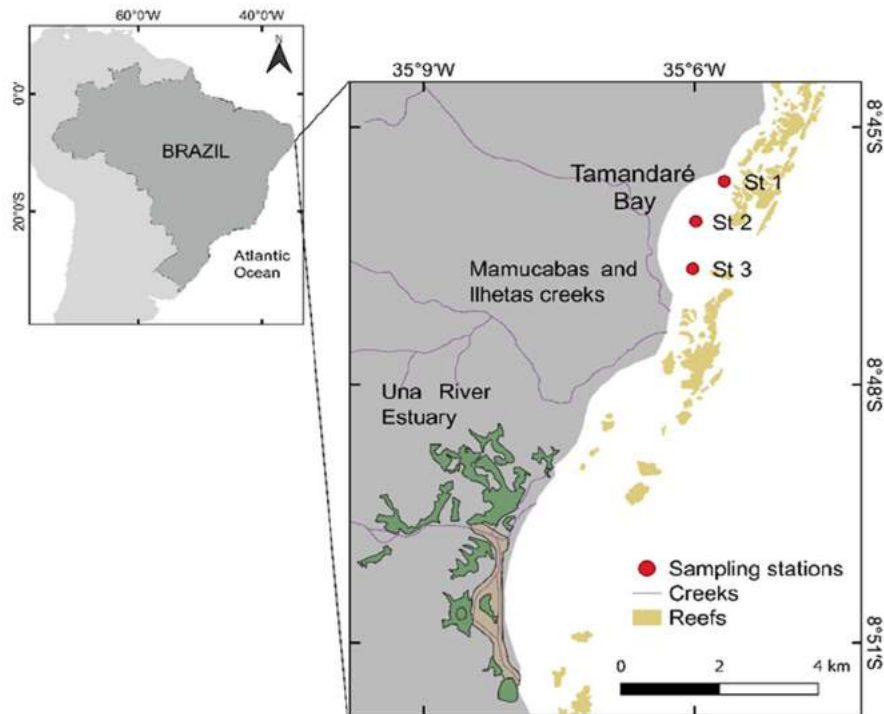 60°0'W 40°0'W
N
0°0'
BRAZIL
20°0'S
Atlantic
Ocean
35°9'W 35°6'W
8°45'S
Tamandaré
Bay
St 1
St 2
St 3
Mamucabas and
Ilhetas creeks
8°48'S
Una River
Estuary
Sampling stations
Creeks
Reefs
8°51'S
0 2 4 km